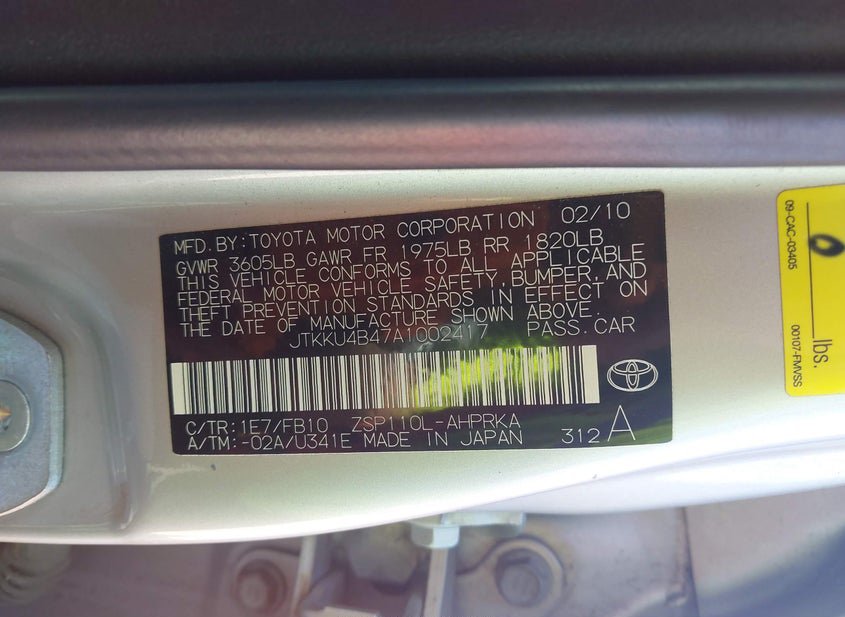 MFD.BY:TOYOTA MOTOR CORPORATION 02/10
GVWR 3605LB GAWR FR 1975LB RR 1820LB
THIS VEHICLE CONFORMS TO ALL APPLICABLE
FEDERAL MOTOR VEHICLE SAFETY, BUMPER, AND
THEFT PREVENTION STANDARDS IN EFFECT ON
THE DATE OF MANUFACTURE SHOWN ABOVE.
JTKKU4B47A1002417 PASS.CAR
C/TR:1E7/FB10 ZSP110L-AHPRKA
A/TM:-02A/U341E MADE IN JAPAN 312 A
09-CAC-03405
0
lbs.
00107-FMVSS